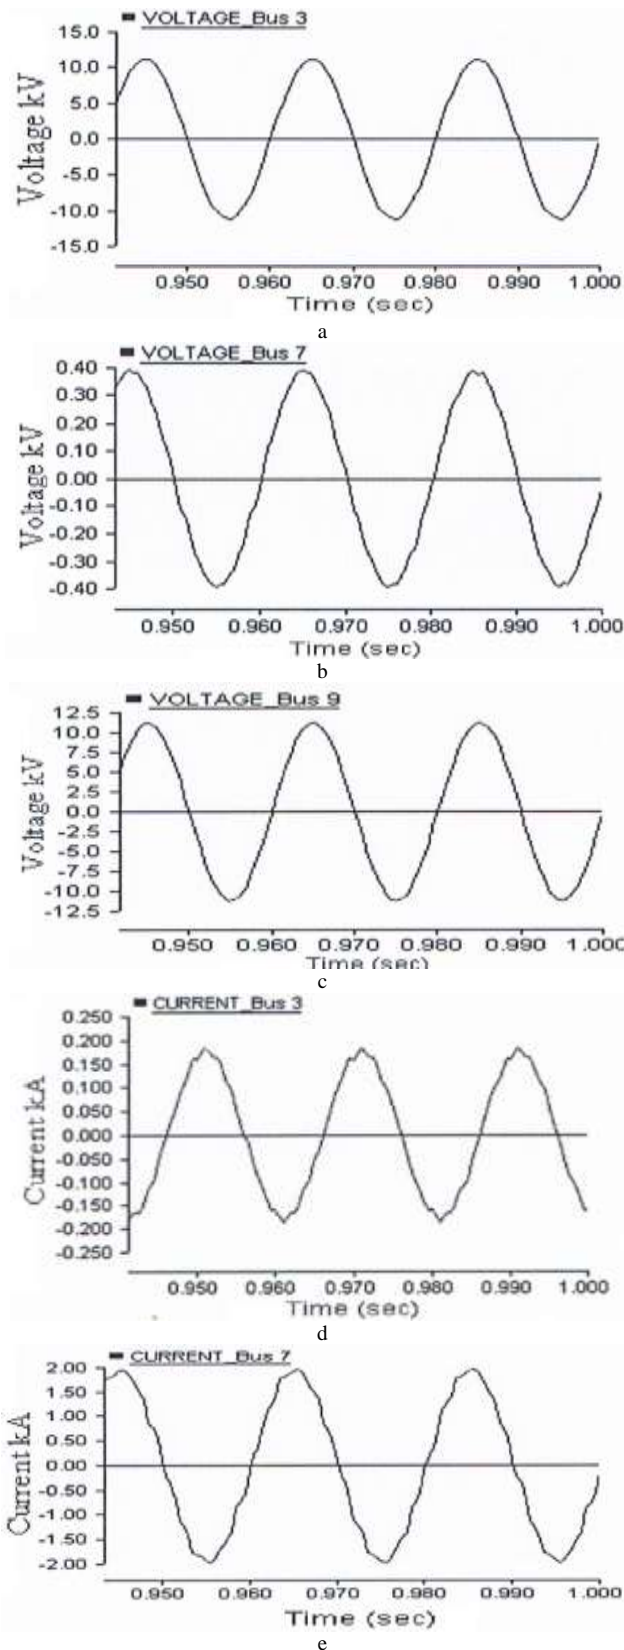 VOLTAGE_Bus 3
15.0
10.0
5.0
0.0
-5.0
-10.0
-15.0
Voltage kV
0.950 0.960 0.970 0.980 0.990 1.000
Time (sec)
a
VOLTAGE_Bus 7
0.40
0.30
0.20
0.10
0.00
-0.10
-0.20
-0.30
-0.40
Voltage kV
0.950 0.960 0.970 0.980 0.990 1.000
Time (sec)
b
VOLTAGE_Bus 9
12.5
10.0
7.5
5.0
2.5
0.0
-2.5
-5.0
-7.5
-10.0
-12.5
Voltage kV
0.950 0.960 0.970 0.980 0.990 1.000
Time (sec)
c
CURRENT_Bus 3
0.250
0.200
0.150
0.100
0.050
0.000
-0.050
-0.100
-0.150
-0.200
-0.250
Current kA
0.950 0.960 0.970 0.980 0.990 1.000
Time (sec)
d
CURRENT_Bus 7
2.00
1.50
1.00
0.50
0.00
-0.50
-1.00
-1.50
-2.00
Current kA
0.950 0.960 0.970 0.980 0.990 1.000
Time (sec)
e